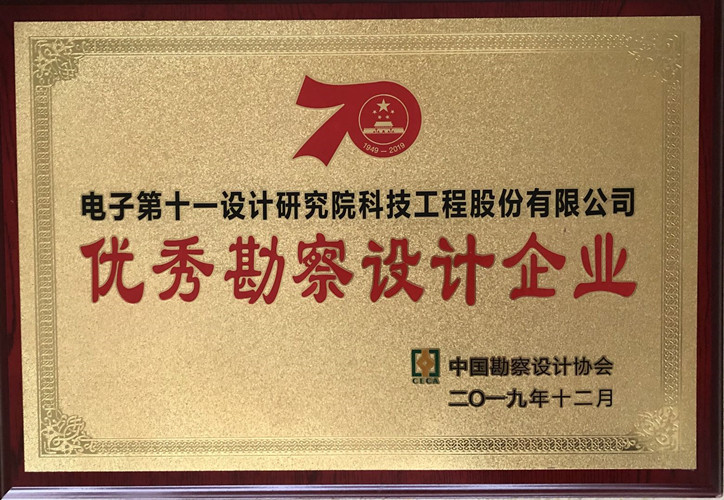 70
1949-2019
电子第十一设计研究院科技工程股份有限公司
优秀勘察设计企业
CECA
中国勘察设计协会
二〇一九年十二月